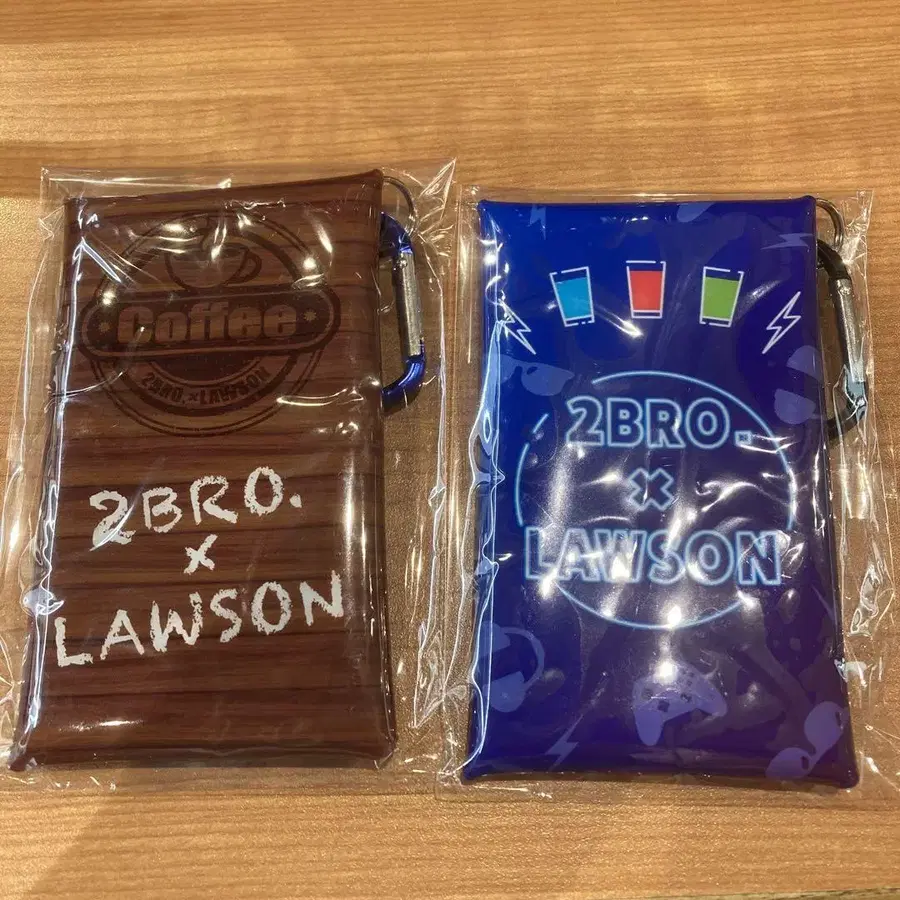 Coffee
2BRO.×LAWSON
2BRO.
×
LAWSON
2BRO.
×
LAWSON